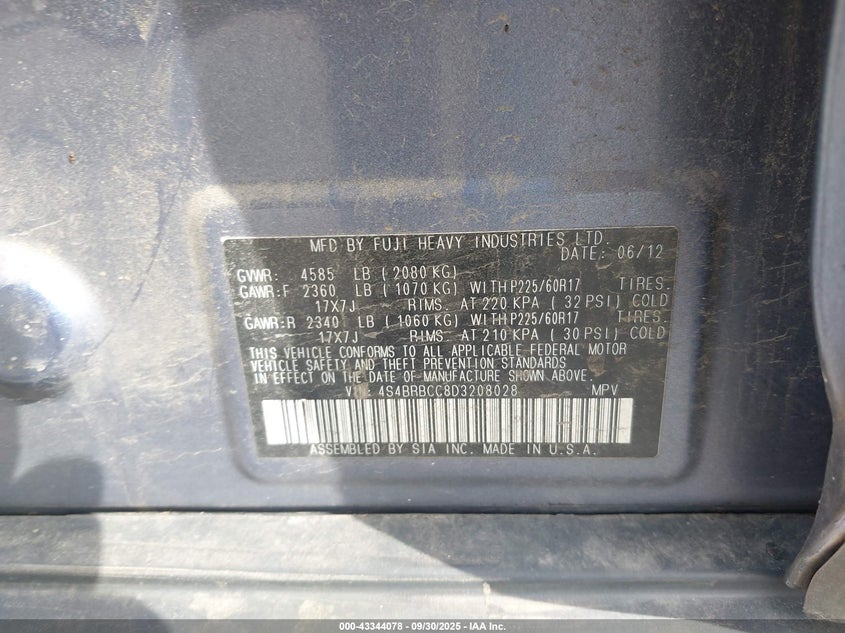 MFD BY FUJI HEAVY INDUSTRIES LTD.
DATE: 06/12
GVWR: 4585 LB ( 2080 KG)
GAWR:F 2360 LB ( 1070 KG) WITH P225/60R17 TIRES.
17X7J RIMS. AT 220 KPA ( 32 PSI) COLD
GAWR:R 2340 LB ( 1060 KG) WITH P225/60R17 TIRES.
17X7J RIMS. AT 210 KPA ( 30 PSI) COLD
THIS VEHICLE CONFORMS TO ALL APPLICABLE FEDERAL MOTOR
VEHICLE SAFETY AND THEFT PREVENTION STANDARDS
IN EFFECT ON THE DATE OF MANUFACTURE SHOWN ABOVE.
4S4BRBCC8D3208028 MPV
ASSEMBLED BY SIA INC. MADE IN U.S.A.
000-43344078 - 09/30/2025 - IAA Inc.